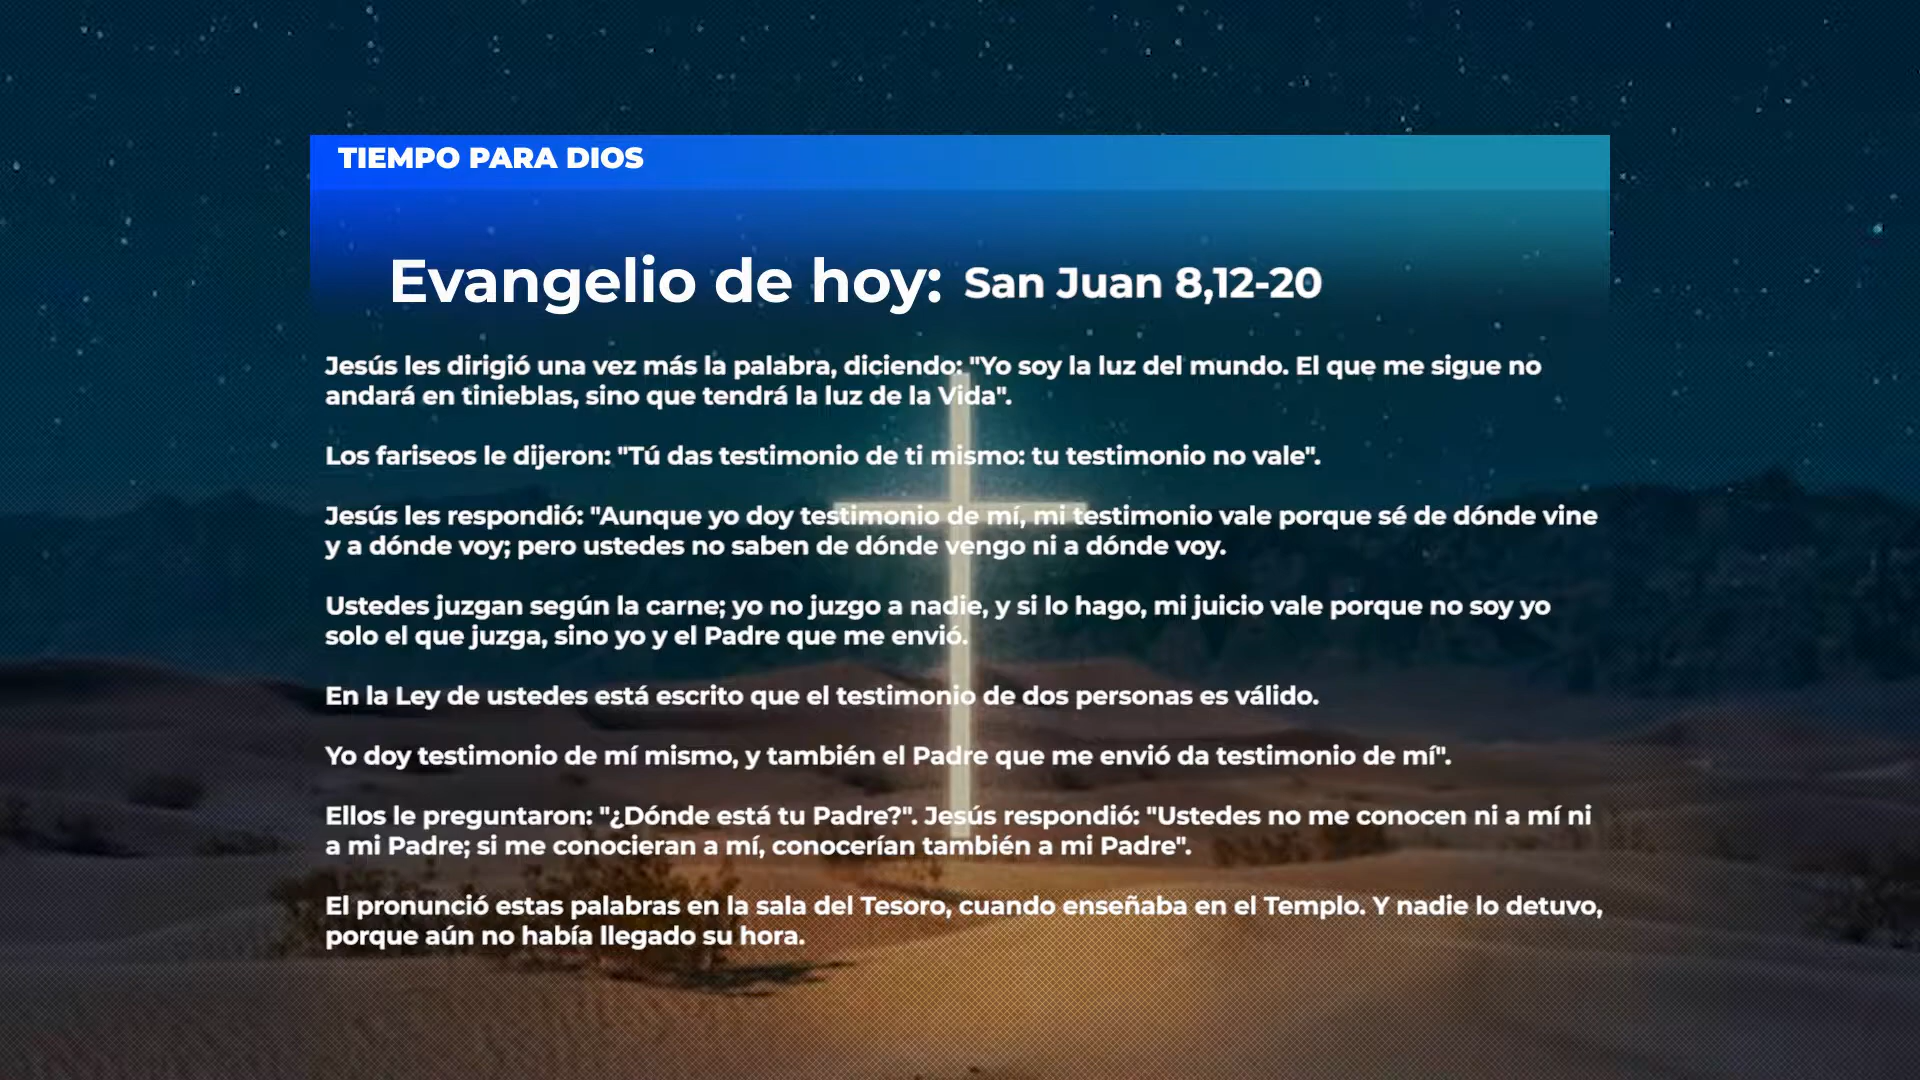 TIEMPO PARA DIOS
Evangelio de hoy: San Juan 8,12-20
Jesús les dirigió una vez más la palabra, diciendo: "Yo soy la luz del mundo. El que me sigue no
andará en tinieblas, sino que tendrá la luz de la Vida".
Los fariseos le dijeron: "Tú das testimonio de ti mismo: tu testimonio no vale".
Jesús les respondió: "Aunque yo doy testimonio de mí, mi testimonio vale porque sé de dónde vine
y a dónde voy; pero ustedes no saben de dónde vengo ni a dónde voy.
Ustedes juzgan según la carne; yo no juzgo a nadie, y si lo hago, mi juicio vale porque no soy yo
solo el que juzga, sino yo y el Padre que me envió.
En la Ley de ustedes está escrito que el testimonio de dos personas es válido.
Yo doy testimonio de mí mismo, y también el Padre que me envió da testimonio de mí".
Ellos le preguntaron: "¿Dónde está tu Padre?". Jesús respondió: "Ustedes no me conocen ni a mí ni
a mi Padre; si me conocieran a mí, conocerían también a mi Padre".
El pronunció estas palabras en la sala del Tesoro, cuando enseñaba en el Templo. Y nadie lo detuvo,
porque aún no había llegado su hora.